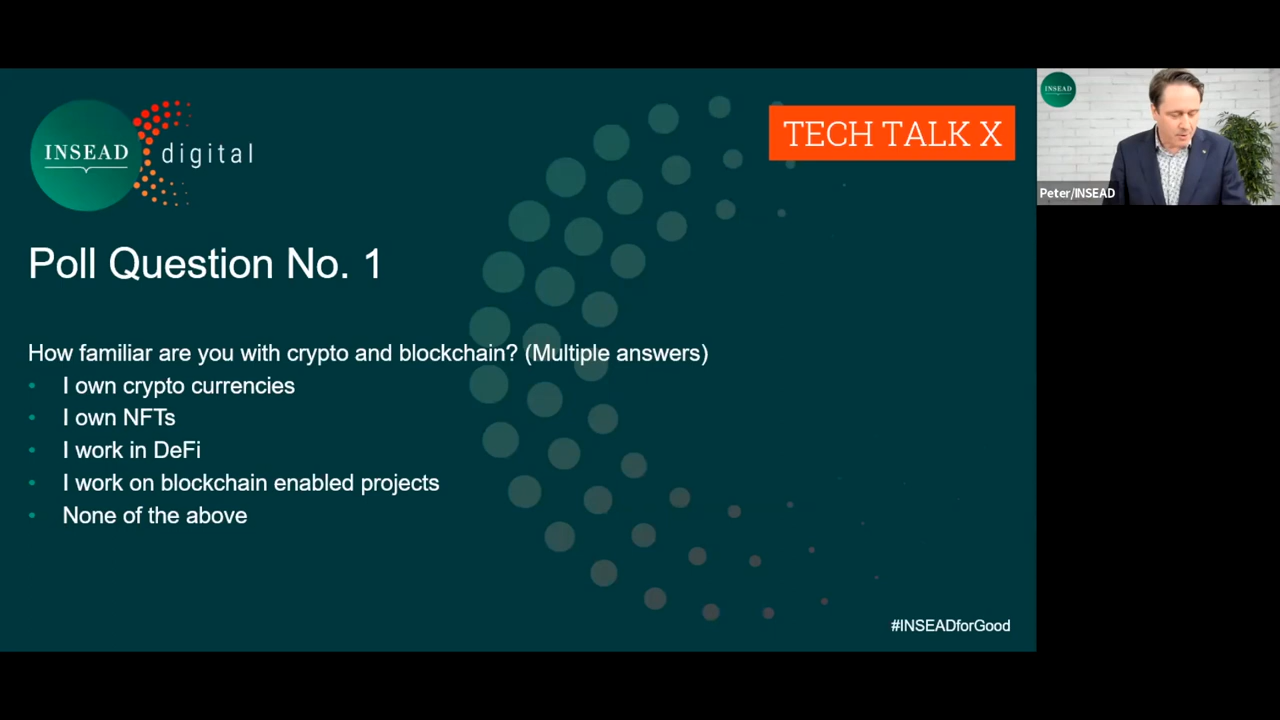 INSEAD
digital
TECH TALK X
INSEAD
Peter/INSEAD
Poll Question No. 1
How familiar are you with crypto and blockchain? (Multiple answers)
• I own crypto currencies
• I own NFTs
• I work in DeFi
• I work on blockchain enabled projects
• None of the above
#INSEADforGood